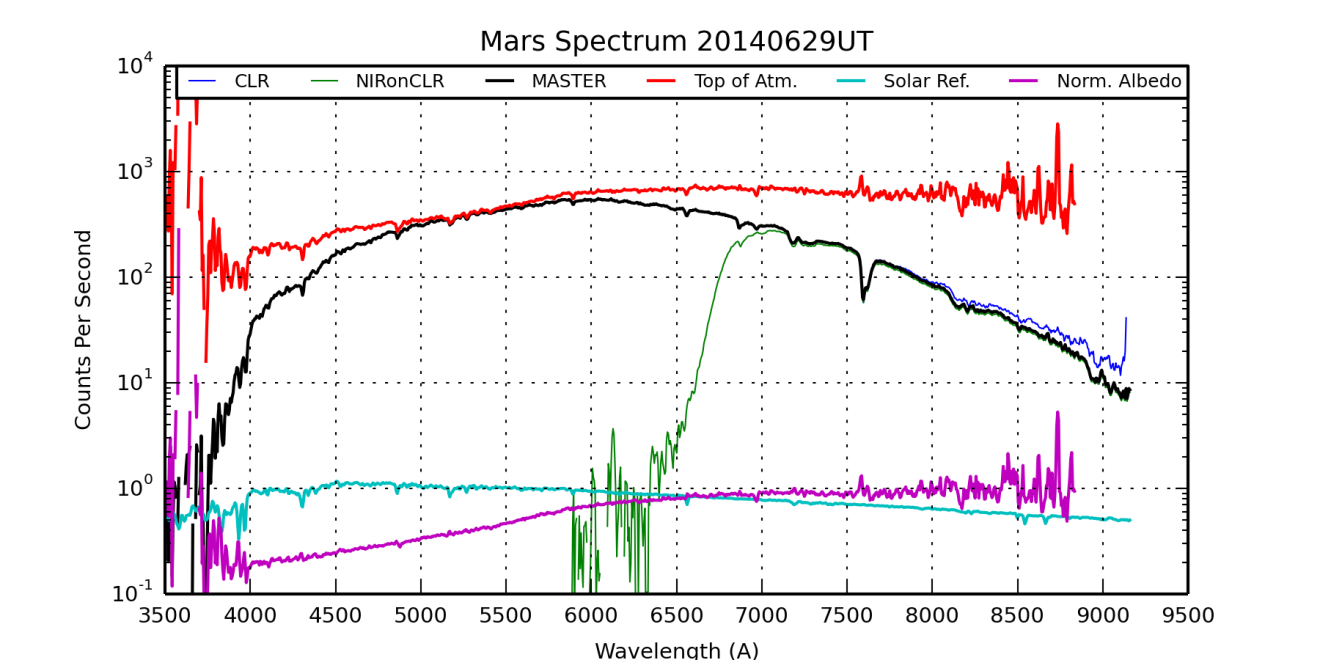 Mars Spectrum 20140629UT
CLR NIRonCLR MASTER Top of Atm. Solar Ref. Norm. Albedo
Counts Per Second
10^4
10^3
10^2
10^1
10^0
10^-1
3500 4000 4500 5000 5500 6000 6500 7000 7500 8000 8500 9000 9500
Wavelength (A)